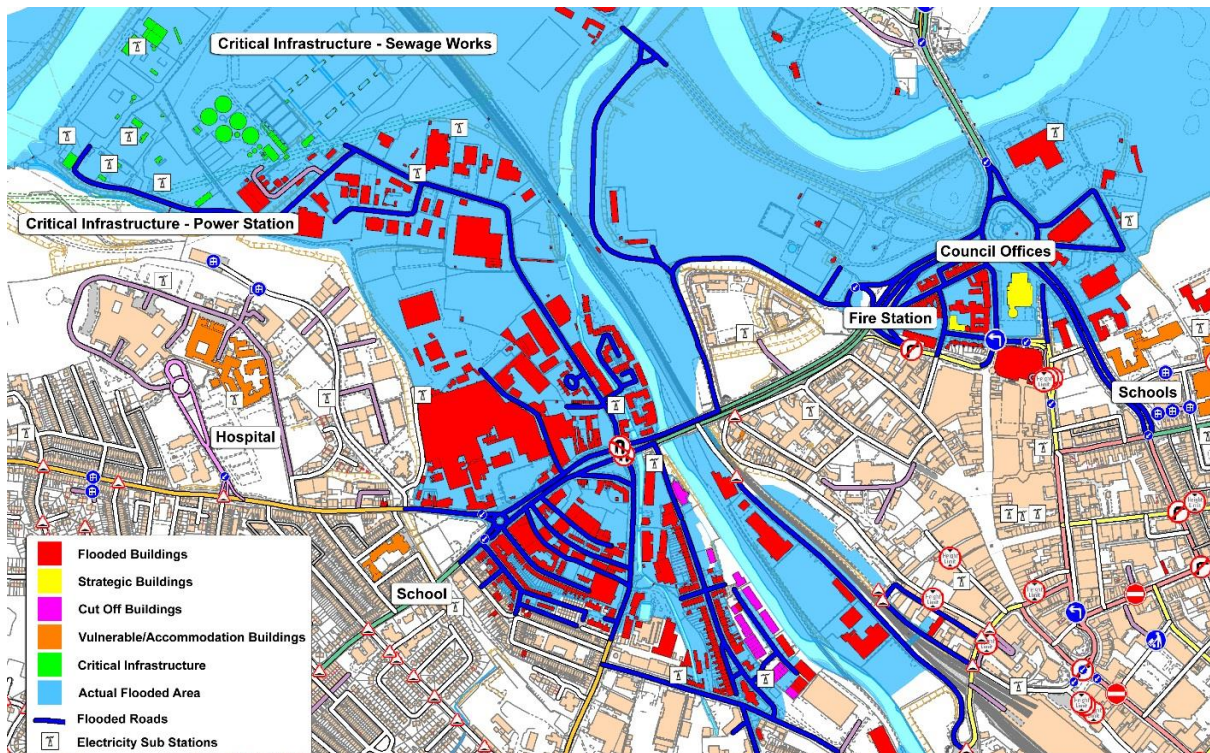 Critical Infrastructure - Sewage Works
Critical Infrastructure - Power Station
Council Offices
Fire Station
Schools
Hospital
School
Flooded Buildings
Strategic Buildings
Cut Off Buildings
Vulnerable/Accommodation Buildings
Critical Infrastructure
Actual Flooded Area
Flooded Roads
Electricity Sub Stations